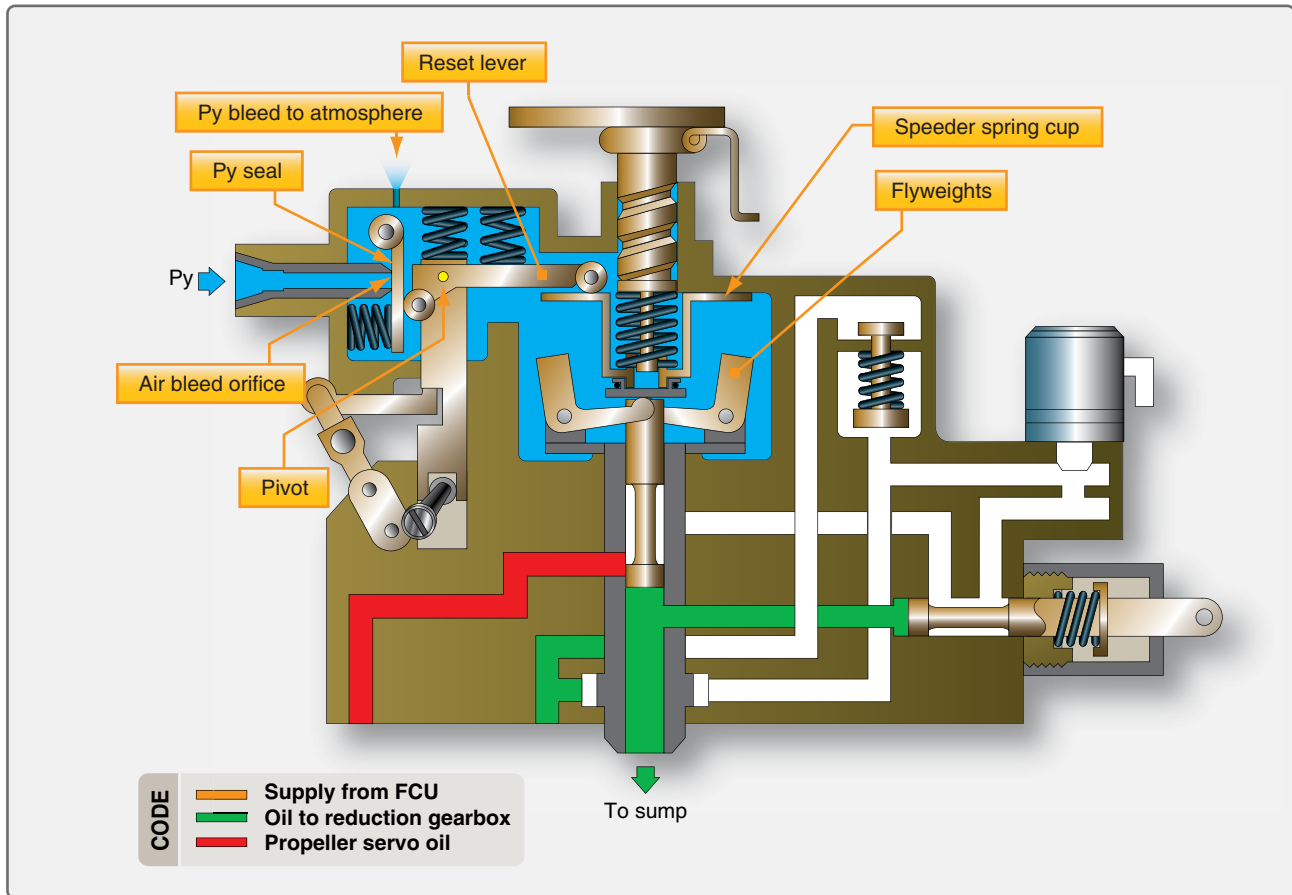 Reset lever
Py bleed to atmosphere
Speeder spring cup
Py seal
Flyweights
Py
Air bleed orifice
Pivot
CODE
Supply from FCU
Oil to reduction gearbox
Propeller servo oil
To sump